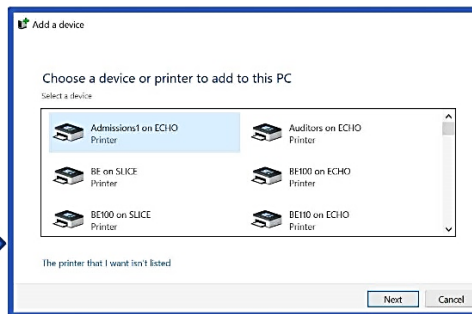 Add a device
Choose a device or printer to add to this PC
Select a device
Admissions1 on ECHO
Printer
Auditors on ECHO
Printer
BE on SLICE
Printer
BE100 on ECHO
Printer
BE100 on SLICE
Printer
BE110 on ECHO
Printer
The printer that I want isn't listed
Next
Cancel